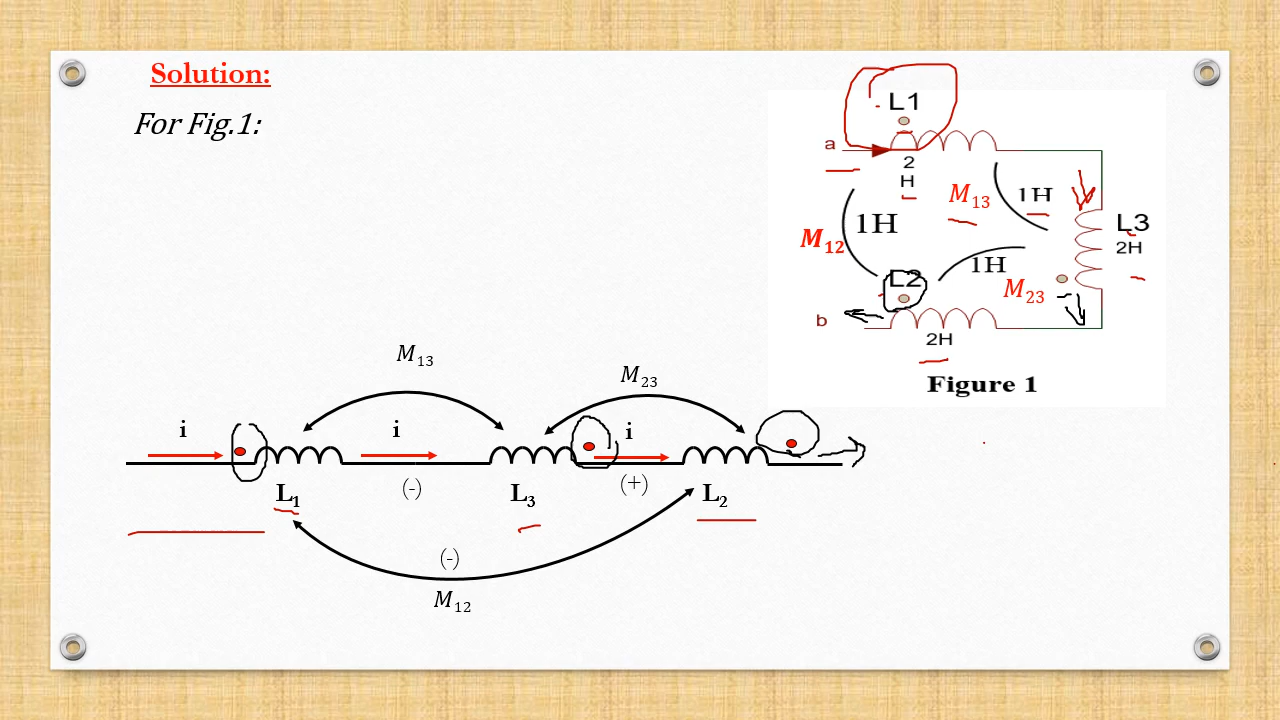 Solution:
For Fig.1:
L1
a
2
H
M13
1H
L3
2H
1H
M12
L2
1H
M23
b
2H
Figure 1
M13
M23
i
i
i
(-)
(+)
L1
L3
L2
(-)
M12